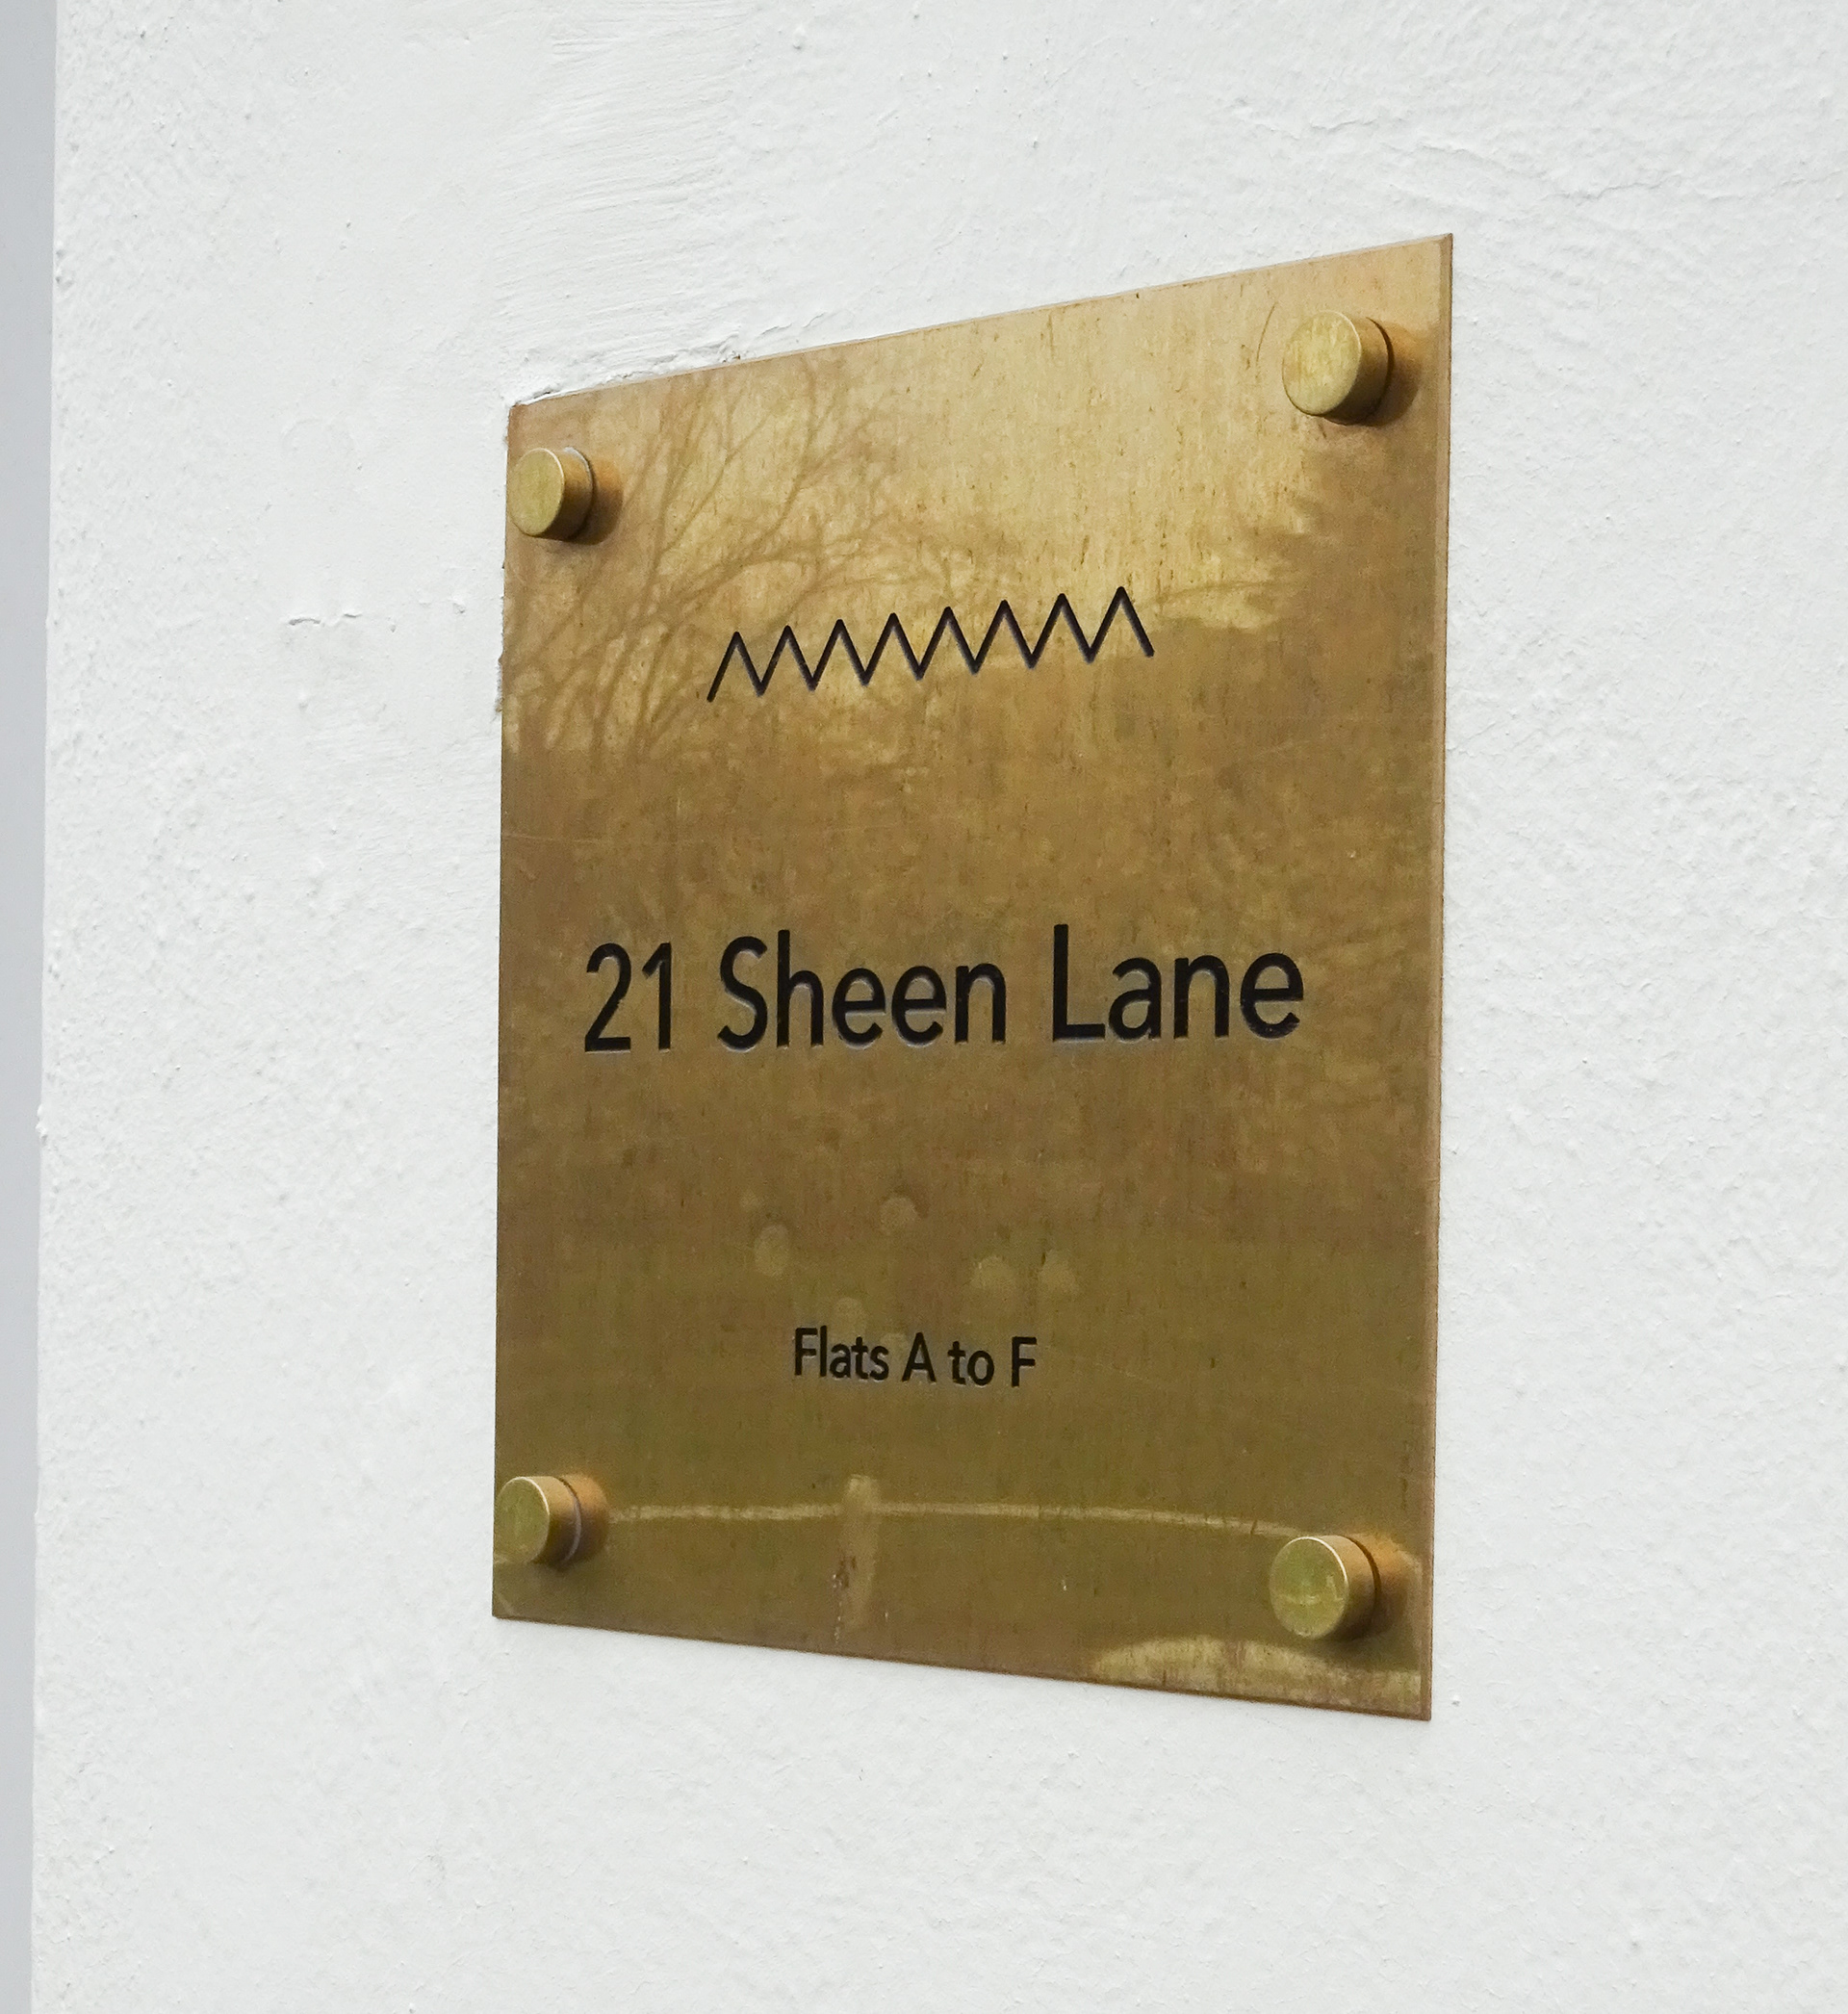 21 Sheen Lane
Flats A to F